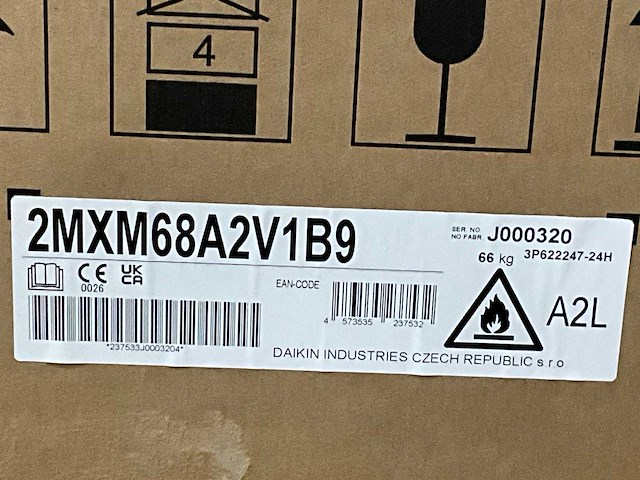 4
2MXM68A2V1B9
SER. NO.
NO FABR. J000320
66 kg 3P622247-24H
CE
0026
UK
CA
EAN-CODE
4 573535 237532
A2L
*237533J0003204*
DAIKIN INDUSTRIES CZECH REPUBLIC s r o